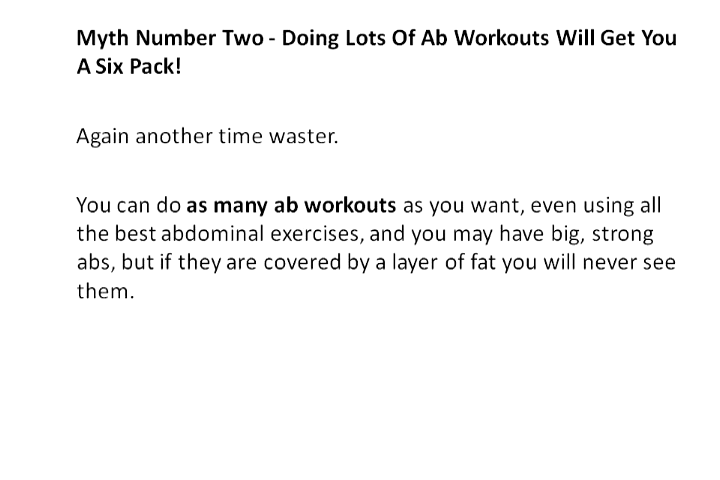 Myth Number Two - Doing Lots Of Ab Workouts Will Get You
A Six Pack!
Again another time waster.
You can do as many ab workouts as you want, even using all
the best abdominal exercises, and you may have big, strong
abs, but if they are covered by a layer of fat you will never see
them.